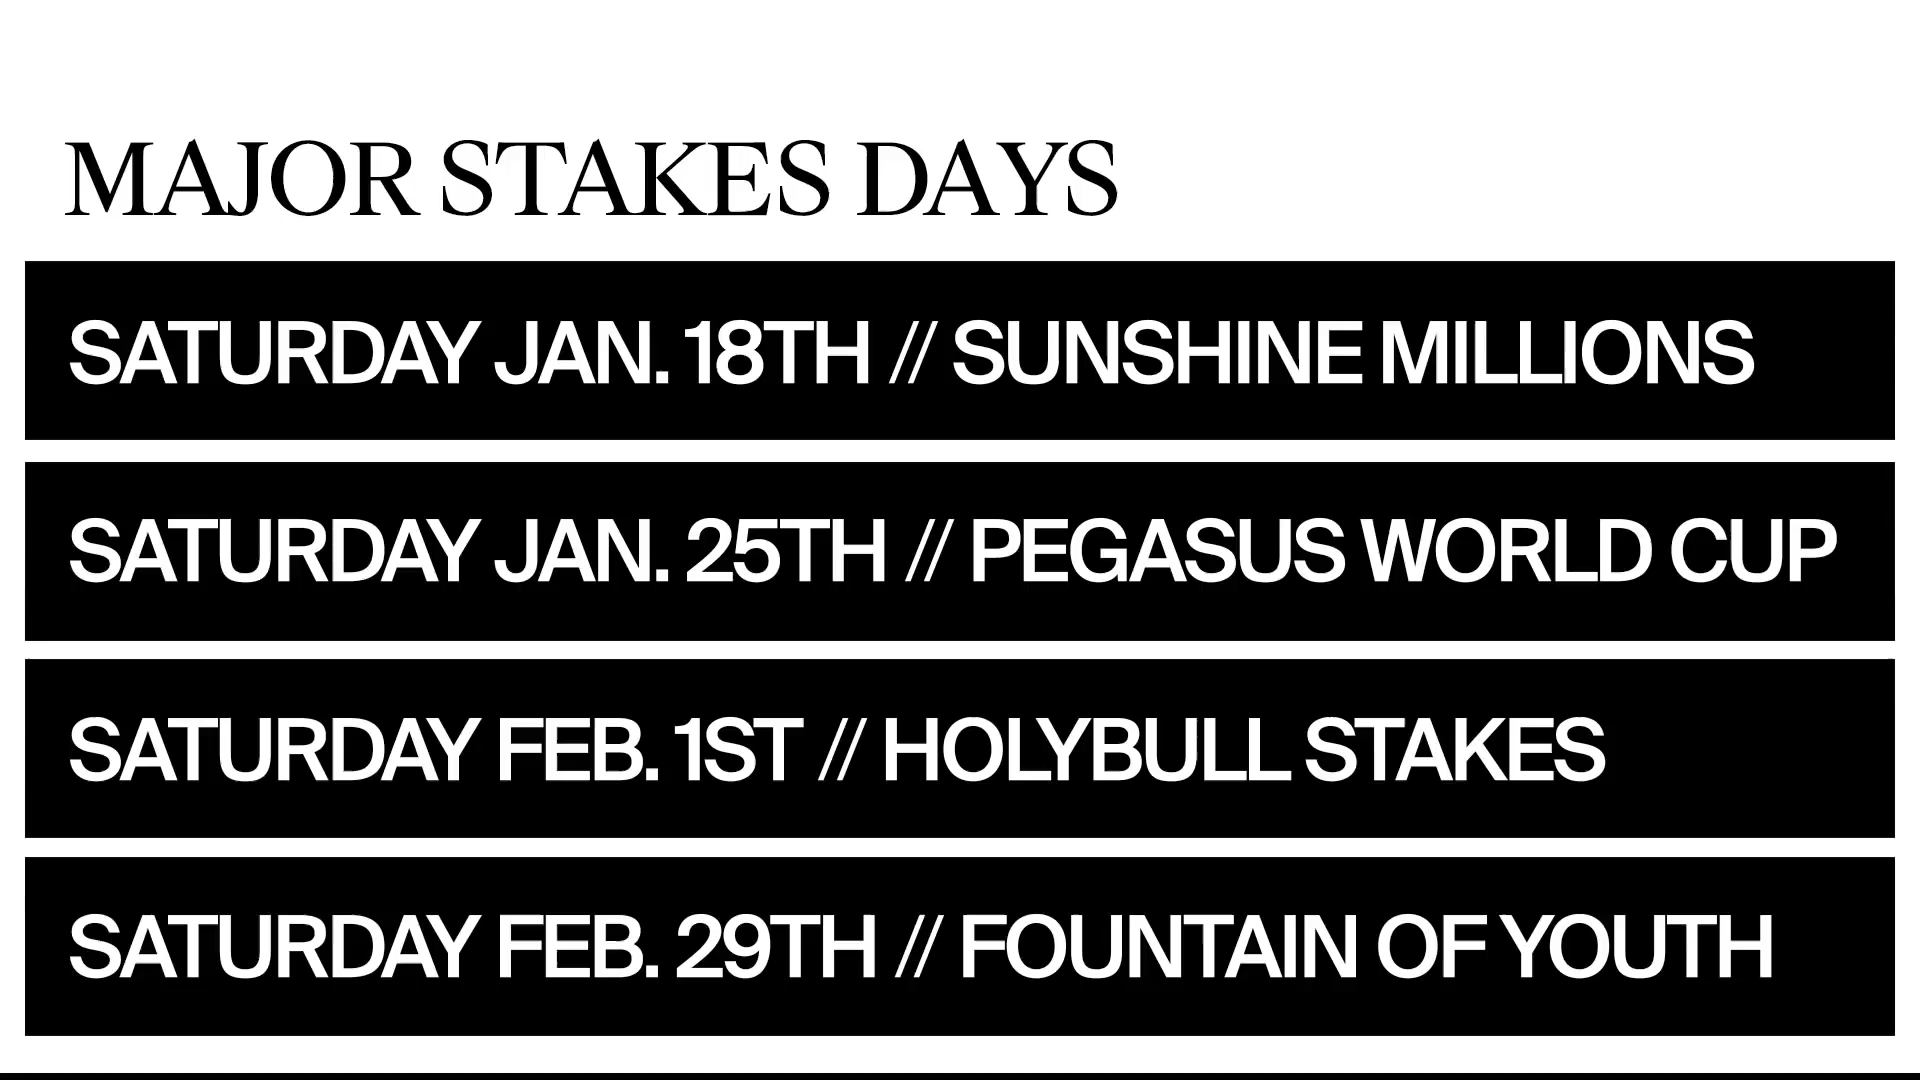 MAJOR STAKES DAYS
SATURDAY JAN. 18TH // SUNSHINE MILLIONS
SATURDAY JAN. 25TH // PEGASUS WORLD CUP
SATURDAY FEB. 1ST // HOLYBULL STAKES
SATURDAY FEB. 29TH // FOUNTAIN OF YOUTH